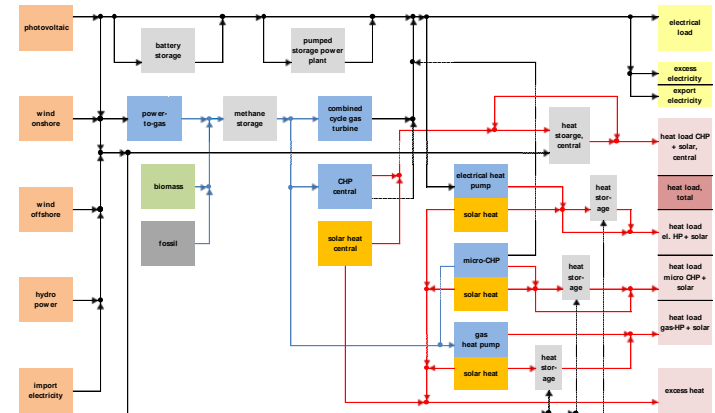 photovoltaic
battery
storage
pumped
storage power
plant
electrical
load
excess
electricity
export
electricity
wind
onshore
power-
to-gas
methane
storage
combined
cycle gas
turbine
heat
stoarge,
central
heat load CHP
+ solar,
central
biomass
CHP
central
electrical heat
pump
solar heat
heat
stor-
age
heat load,
total
wind
offshore
fossil
solar heat
central
heat load
el. HP + solar
micro-CHP
solar heat
heat
stor-
age
heat load
micro CHP +
solar
hydro
power
gas
heat pump
solar heat
heat
stor-
age
heat load
gas-HP + solar
import
electricity
excess heat